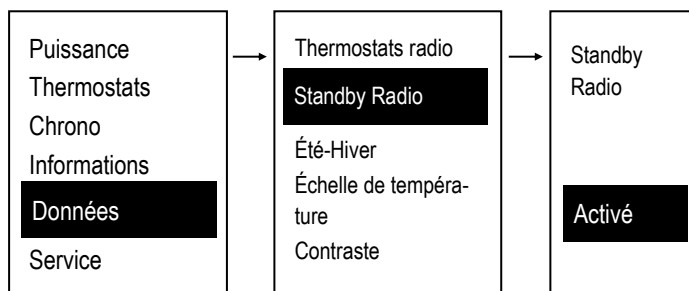 Puissance
Thermostats
Chrono
Informations
Données
Service
Thermostats radio
Standby Radio
Été-Hiver
Échelle de tempéra-
ture
Contraste
Standby
Radio
Activé